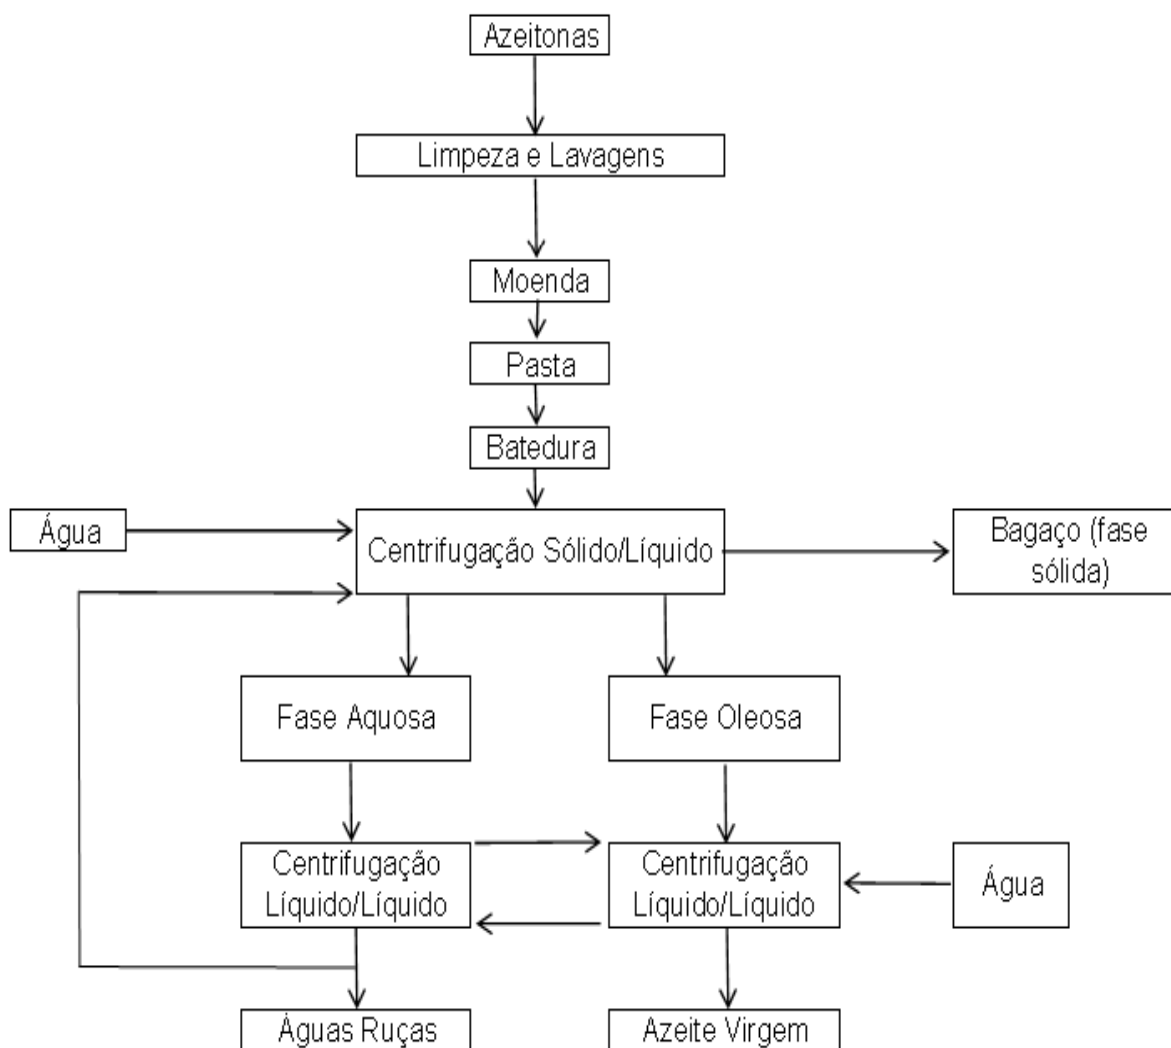 Azeitonas
Limpeza e Lavagens
Moenda
Pasta
Batedura
Água
Centrifugação Sólido/Líquido
Bagaço (fase
sólida)
Fase Aquosa
Fase Oleosa
Centrifugação
Líquido/Líquido
Centrifugação
Líquido/Líquido
Água
Águas Ruças
Azeite Virgem